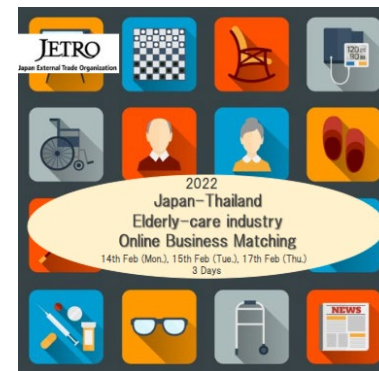 JETRO
Japan External Trade Organization
120
90
2022
Japan-Thailand
Elderly-care industry
Online Business Matching
14th Feb (Mon.), 15th Feb (Tue.), 17th Feb (Thu.)
3 Days
NEWS